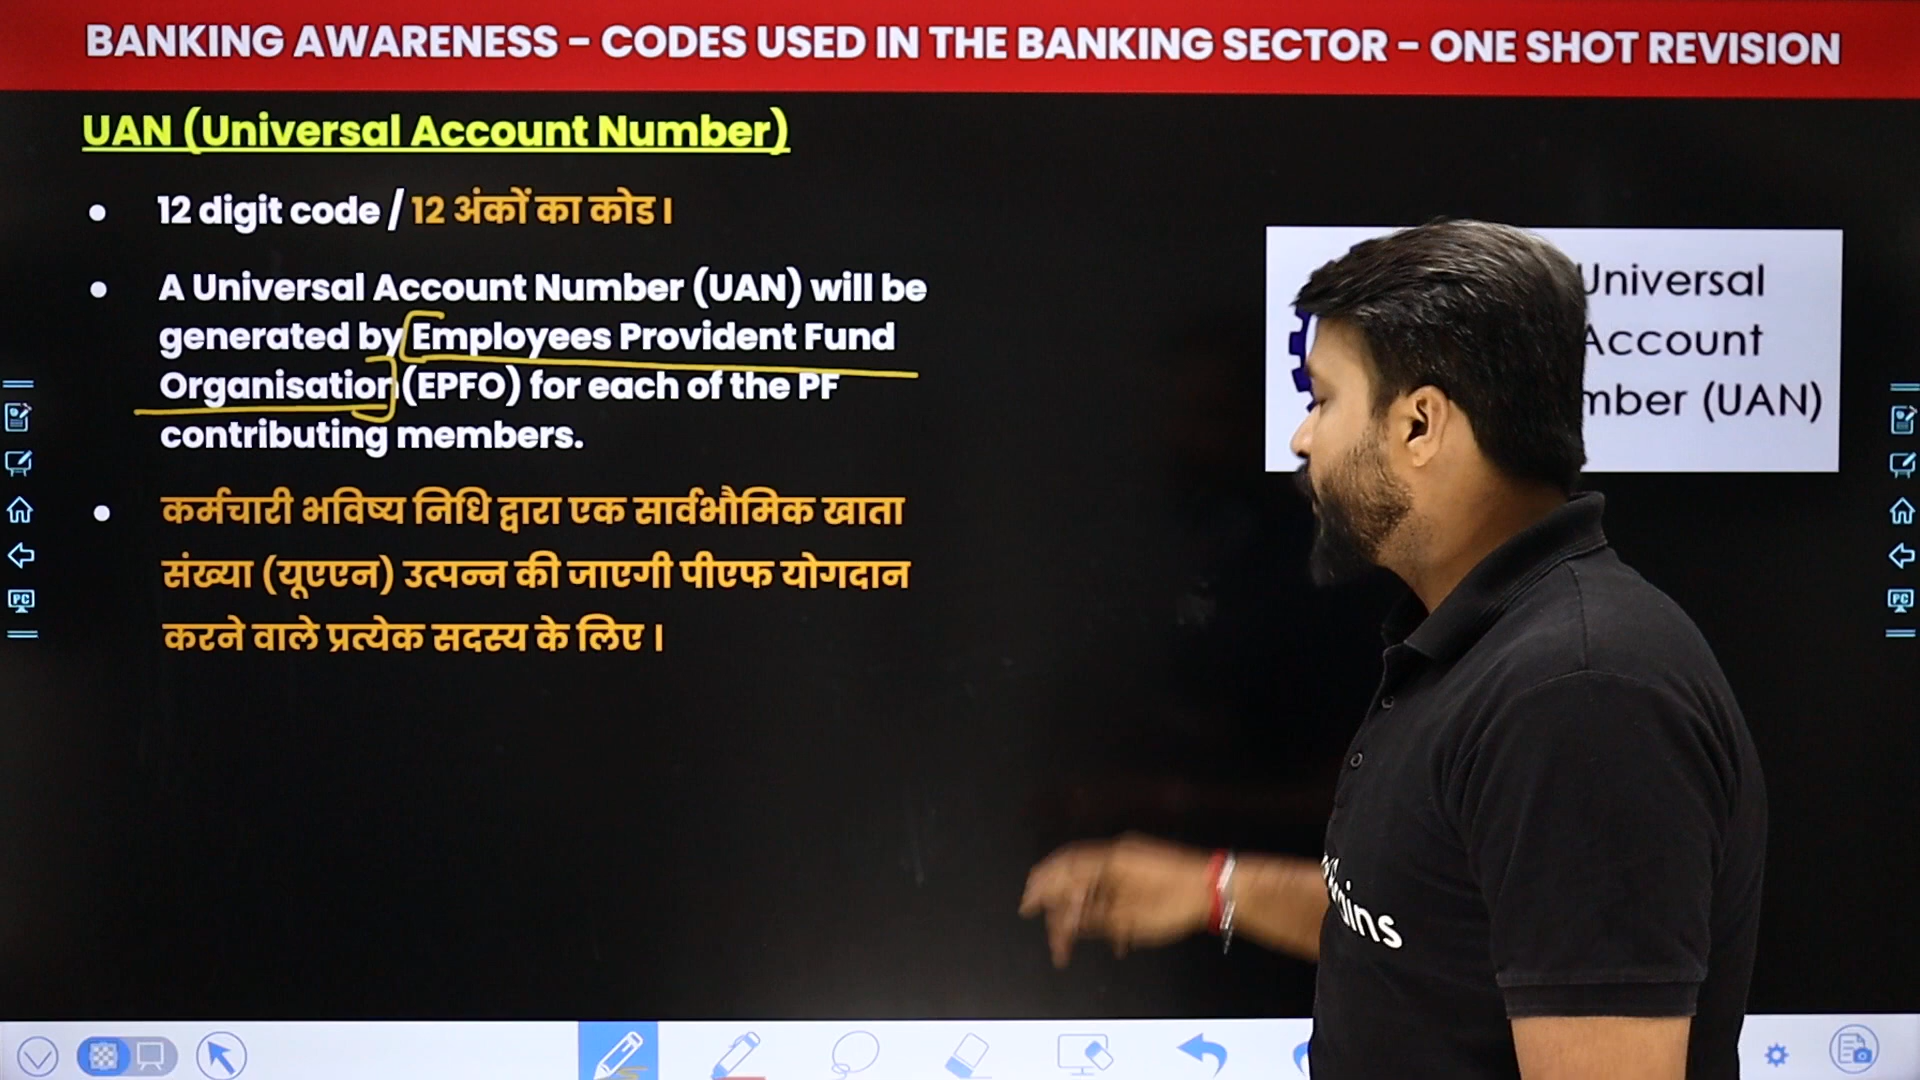 BANKING AWARENESS - CODES USED IN THE BANKING SECTOR - ONE SHOT REVISION
UAN (Universal Account Number)
• 12 digit code / 12 अंकों का कोड।
• A Universal Account Number (UAN) will be
generated by Employees Provident Fund
Organisation (EPFO) for each of the PF
contributing members.
• कर्मचारी भविष्य निधि द्वारा एक सार्वभौमिक खाता
संख्या (यूएएन) उत्पन्न की जाएगी पीएफ योगदान
करने वाले प्रत्येक सदस्य के लिए।
Universal
Account
mber (UAN)
PC
PC